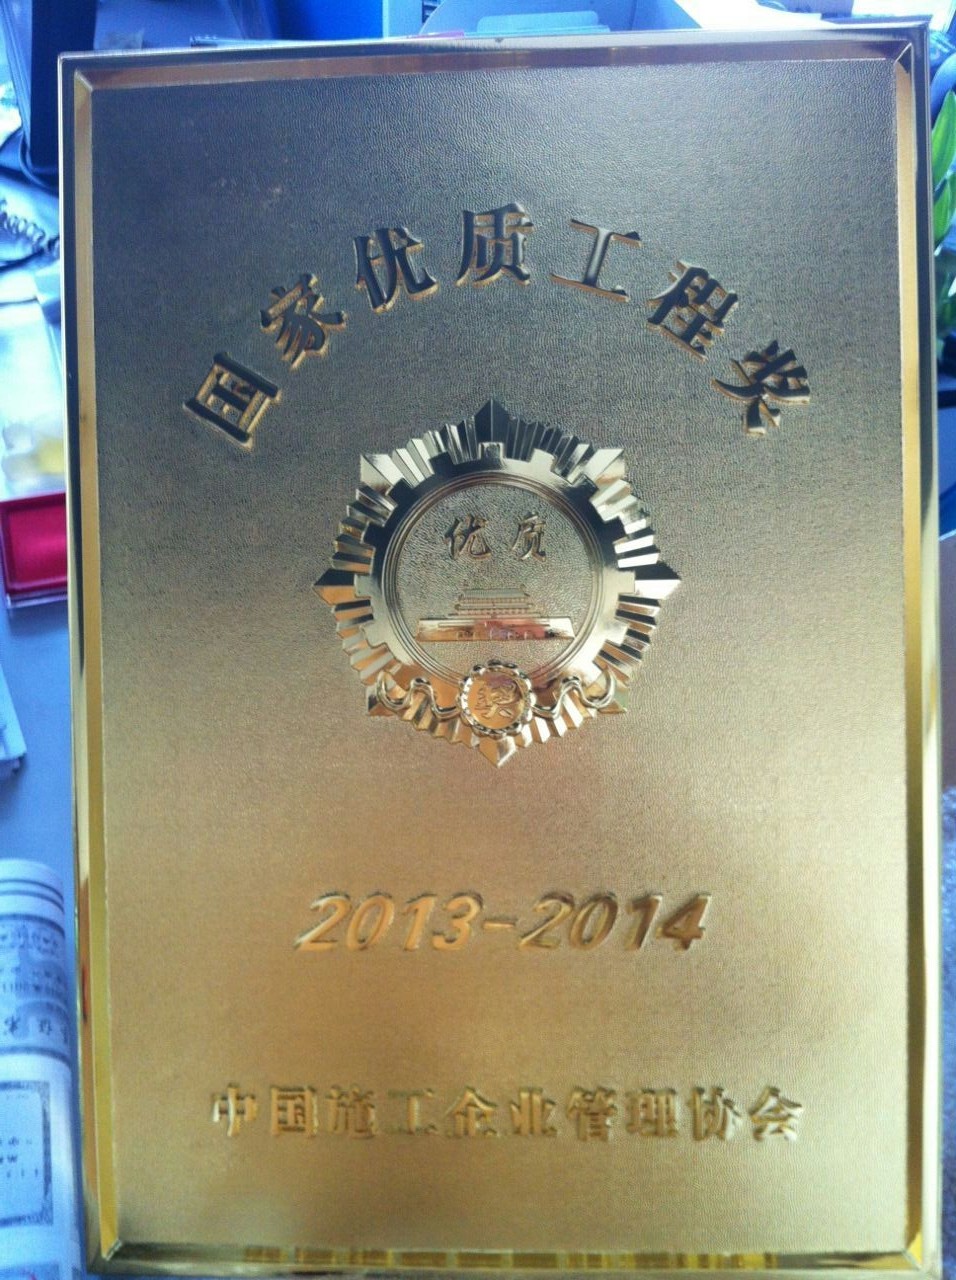 国家优质工程奖
优质
奖
2013-2014
中国施工企业管理协会